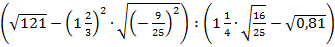 (√121 − (1 2/3)² · √((− 9/25)²)) : (1 1/4 · √(16/25) − √0,81)